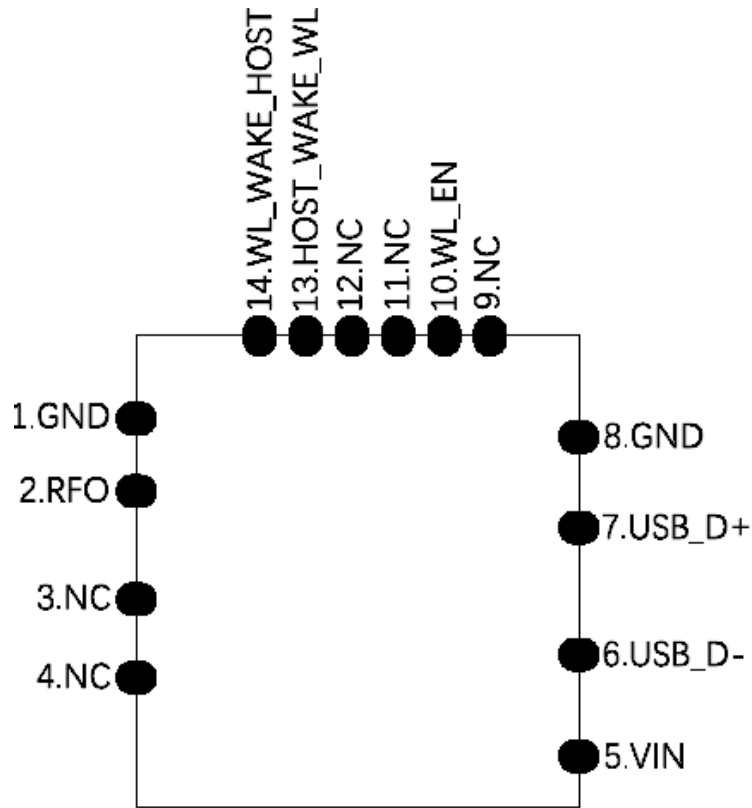 14.WL_WAKE_HOST
13.HOST_WAKE_WL
12.NC
11.NC
10.WL_EN
9.NC
1.GND
2.RFO
3.NC
4.NC
8.GND
7.USB_D+
6.USB_D-
5.VIN